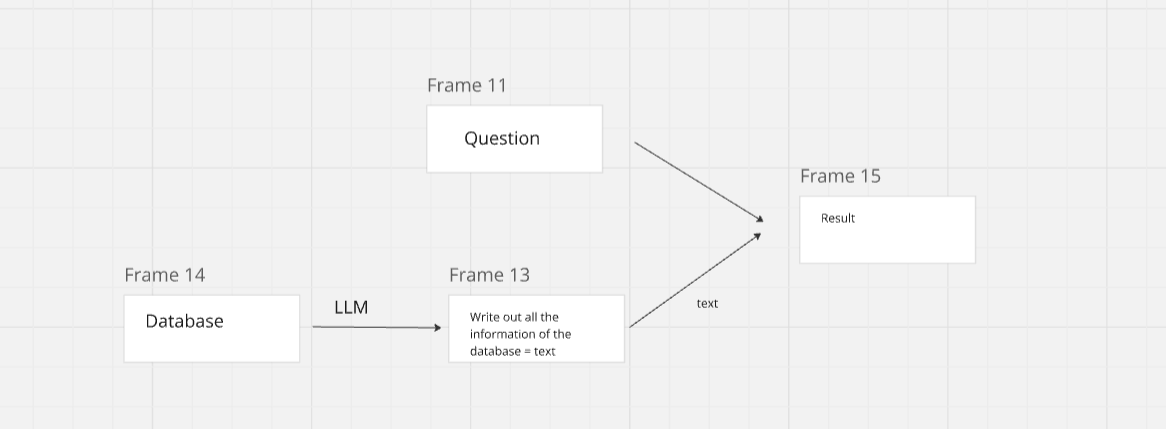 Frame 11
Question
Frame 15
Result
Frame 14
Database
LLM
Frame 13
Write out all the
information of the
database = text
text